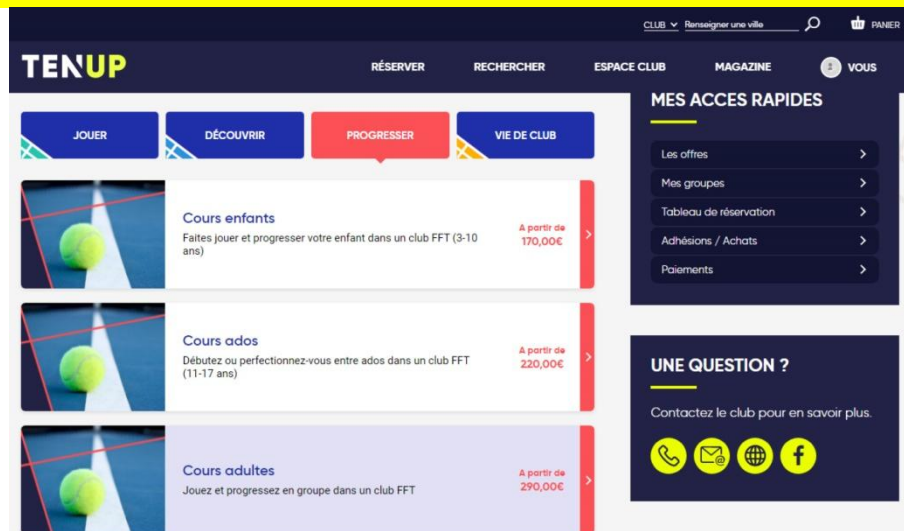 CLUB Renseigner une ville PANIER
TENUP RÉSERVER RECHERCHER ESPACE CLUB MAGAZINE VOUS
JOUER DÉCOUVRIR PROGRESSER VIE DE CLUB
Cours enfants
Faites jouer et progresser votre enfant dans un club FFT (3-10
ans)
A partir de
170,00€
Cours ados
Débutez ou perfectionnez-vous entre ados dans un club FFT
(11-17 ans)
A partir de
220,00€
Cours adultes
Jouez et progressez en groupe dans un club FFT
A partir de
290,00€
MES ACCES RAPIDES
Les offres
Mes groupes
Tableau de réservation
Adhésions / Achats
Paiements
UNE QUESTION ?
Contactez le club pour en savoir plus.